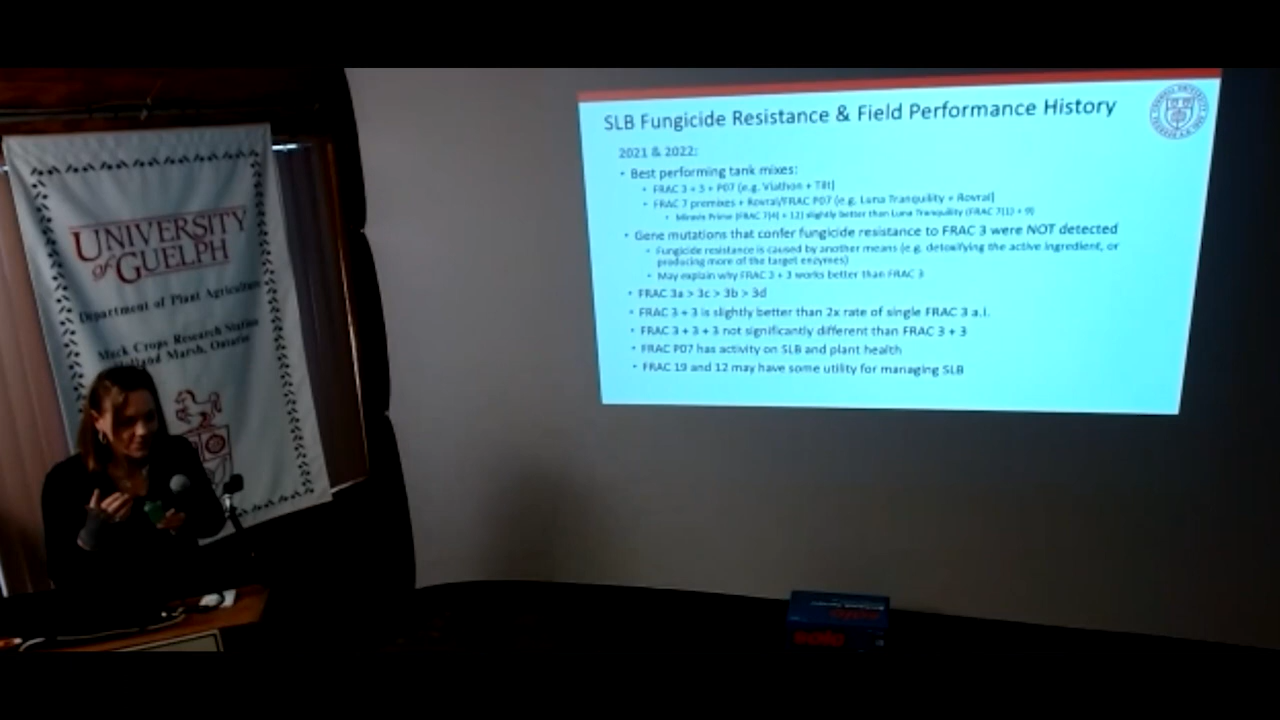 UNIVERSITY
of GUELPH
Department of Plant Agriculture
Muck Crops Research Station
Holland Marsh, Ontario
SLB Fungicide Resistance & Field Performance History
2021 & 2022:
• Best performing tank mixes:
• FRAC 3 + 3 + P07 (e.g. Viathon + Tilt)
• FRAC 7 premixes + Rovral/FRAC P07 (e.g. Luna Tranquility + Rovral)
• Miravis Prime (FRAC 7(4) + 12) slightly better than Luna Tranquility (FRAC 7(1) + 9)
• Gene mutations that confer fungicide resistance to FRAC 3 were NOT detected
• Fungicide resistance is caused by another means (e.g. detoxifying the active ingredient, or
producing more of the target enzymes)
• May explain why FRAC 3 + 3 works better than FRAC 3
• FRAC 3a > 3c > 3b > 3d
• FRAC 3 + 3 is slightly better than 2x rate of single FRAC 3 a.i.
• FRAC 3 + 3 + 3 not significantly different than FRAC 3 + 3
• FRAC P07 has activity on SLB and plant health
• FRAC 19 and 12 may have some utility for managing SLB